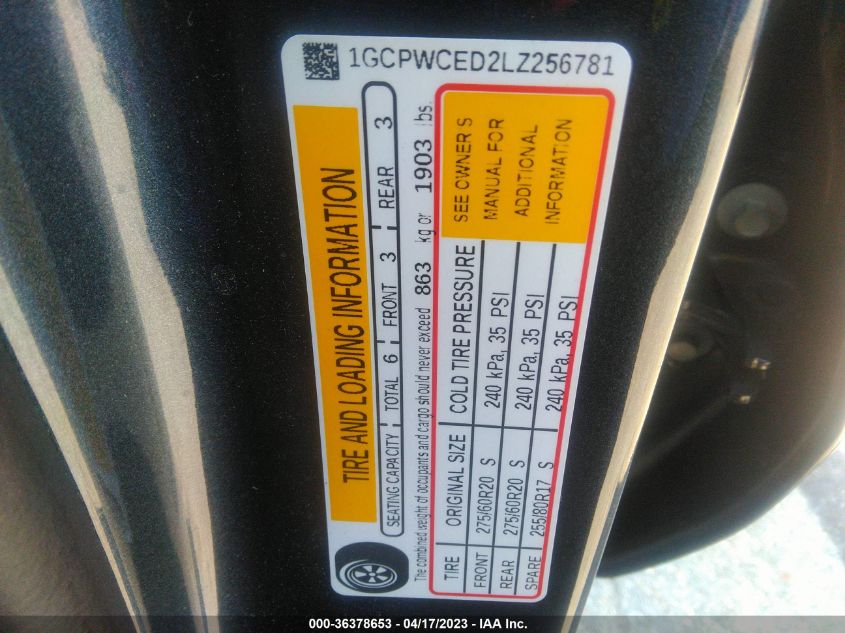 1GCPWCED2LZ256781
TIRE AND LOADING INFORMATION
SEATING CAPACITY TOTAL 6 FRONT 3 REAR 3
The combined weight of occupants and cargo should never exceed 863 kg or 1903 lbs.
TIRE ORIGINAL SIZE COLD TIRE PRESSURE SEE OWNER S
FRONT 275/60R20 S 240 kPa, 35 PSI MANUAL FOR
REAR 275/60R20 S 240 kPa, 35 PSI ADDITIONAL
SPARE 255/80R17 S 240 kPa, 35 PSI INFORMATION
000-36378653 - 04/17/2023 - IAA Inc.